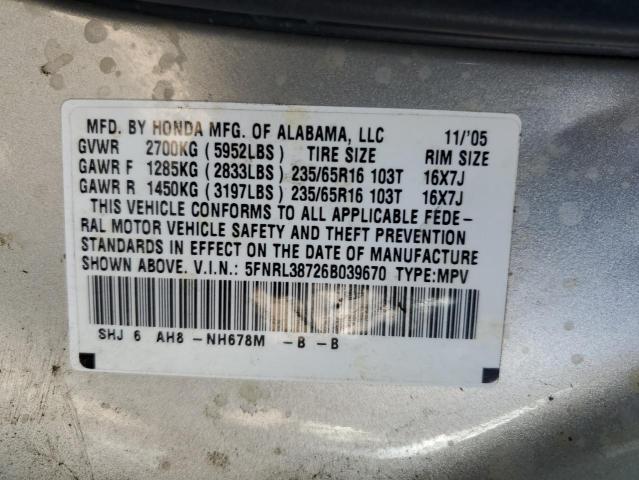 MFD. BY HONDA MFG. OF ALABAMA, LLC 11/'05
GVWR 2700KG (5952LBS) TIRE SIZE RIM SIZE
GAWR F 1285KG (2833LBS) 235/65R16 103T 16X7J
GAWR R 1450KG (3197LBS) 235/65R16 103T 16X7J
THIS VEHICLE CONFORMS TO ALL APPLICABLE FEDE-
RAL MOTOR VEHICLE SAFETY AND THEFT PREVENTION
STANDARDS IN EFFECT ON THE DATE OF MANUFACTURE
SHOWN ABOVE. V.I.N.: 5FNRL38726B039670 TYPE:MPV
SHJ 6 AH8 -NH678M -B -B